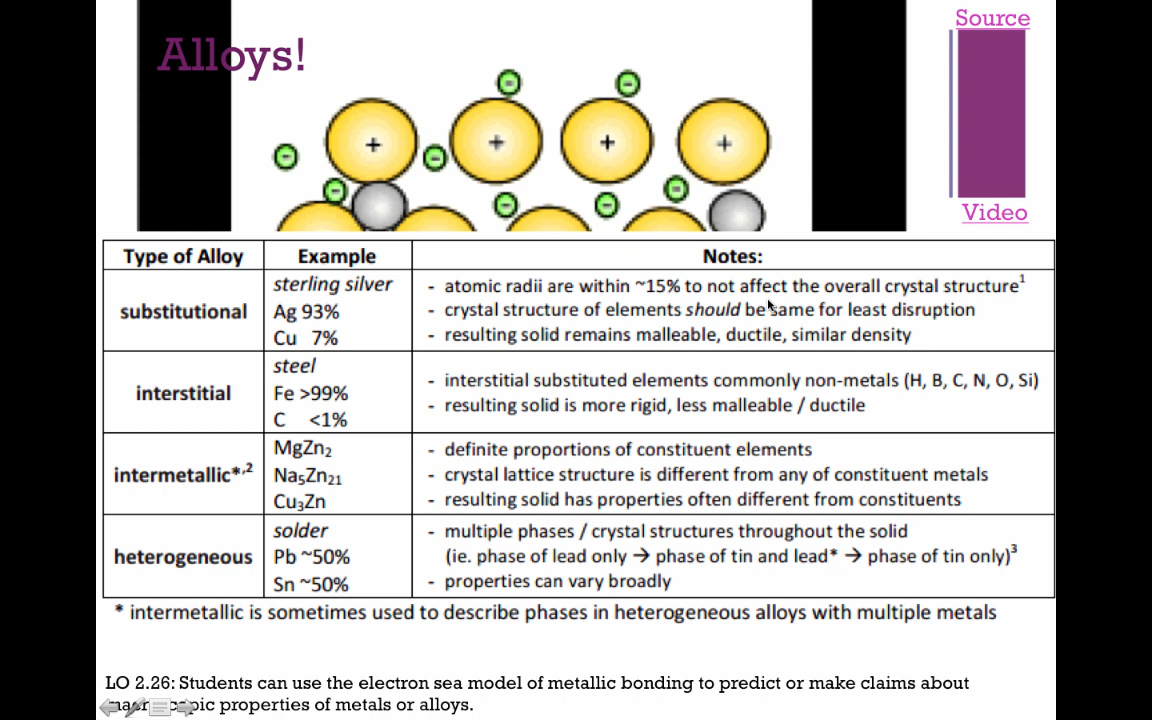 Alloys!
Source
Video
+ + + +
Type of Alloy Example Notes:
substitutional
sterling silver
Ag 93%
Cu 7%
- atomic radii are within ~15% to not affect the overall crystal structure¹
- crystal structure of elements should be same for least disruption
- resulting solid remains malleable, ductile, similar density
interstitial
steel
Fe >99%
C <1%
- interstitial substituted elements commonly non-metals (H, B, C, N, O, Si)
- resulting solid is more rigid, less malleable / ductile
intermetallic*,²
MgZn₂
Na₅Zn₂₁
Cu₃Zn
- definite proportions of constituent elements
- crystal lattice structure is different from any of constituent metals
- resulting solid has properties often different from constituents
heterogeneous
solder
Pb ~50%
Sn ~50%
- multiple phases / crystal structures throughout the solid
(ie. phase of lead only → phase of tin and lead* → phase of tin only)³
- properties can vary broadly
* intermetallic is sometimes used to describe phases in heterogeneous alloys with multiple metals
LO 2.26: Students can use the electron sea model of metallic bonding to predict or make claims about
macroscopic properties of metals or alloys.